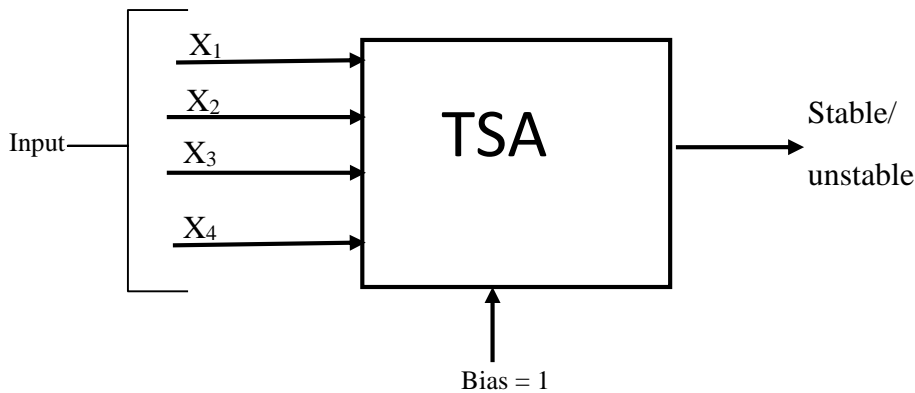 X₁
X₂
Input
X₃
X₄
TSA
Stable/
unstable
Bias = 1